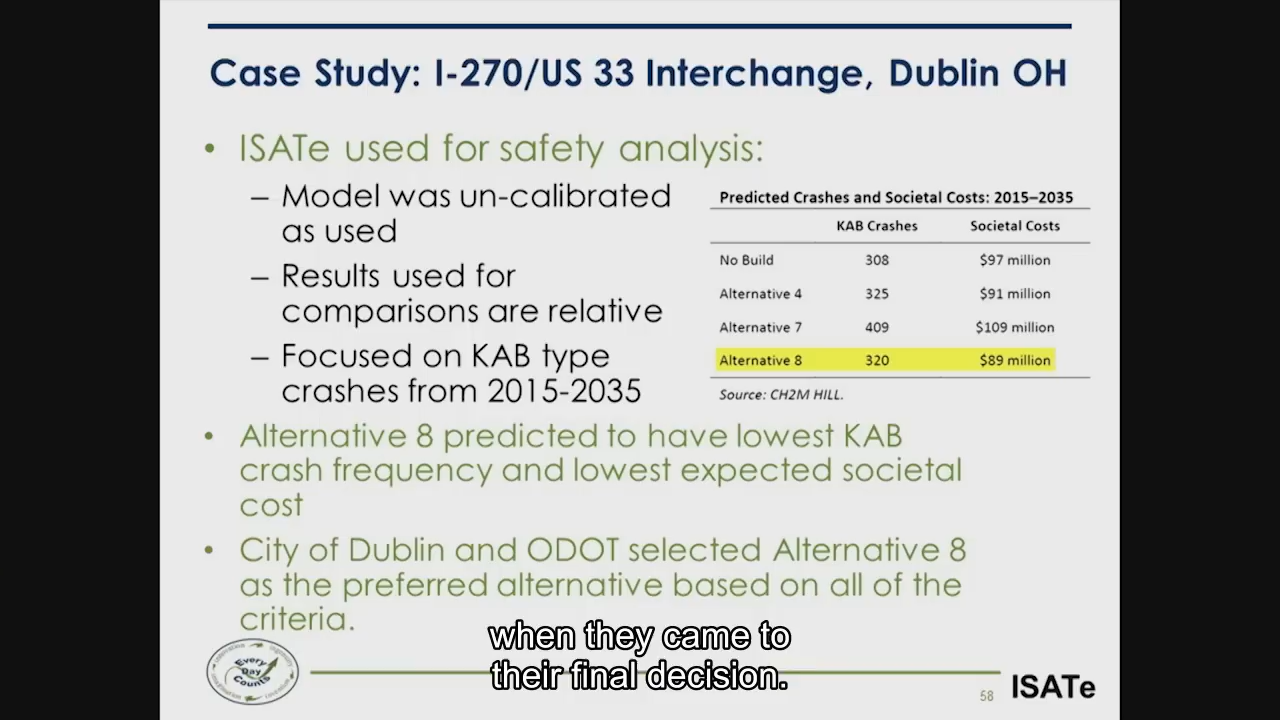 Case Study: I-270/US 33 Interchange, Dublin OH
• ISATe used for safety analysis:
– Model was un-calibrated
as used
– Results used for
comparisons are relative
– Focused on KAB type
crashes from 2015-2035
Predicted Crashes and Societal Costs: 2015–2035
KAB Crashes Societal Costs
No Build 308 $97 million
Alternative 4 325 $91 million
Alternative 7 409 $109 million
Alternative 8 320 $89 million
Source: CH2M HILL.
• Alternative 8 predicted to have lowest KAB
crash frequency and lowest expected societal
cost
• City of Dublin and ODOT selected Alternative 8
as the preferred alternative based on all of the
criteria.
when they came to
their final decision.
Every
Day
Counts
58
ISATe